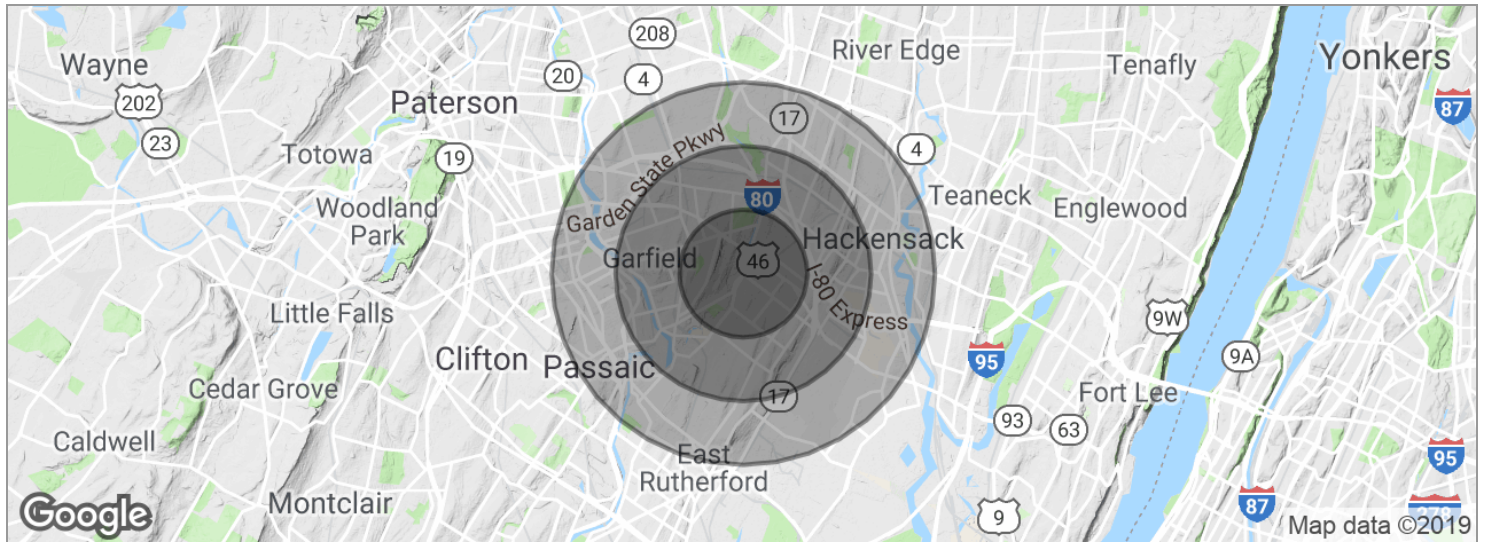 208
River Edge
Wayne
Yonkers
Tenafly
20
4
202
Paterson
87
17
23
Garden State Pkwy
4
Totowa
19
Teaneck
80
Woodland
Park
Englewood
Hackensack
Garfield
46
I-80 Express
Little Falls
9W
9A
Clifton
Passaic
95
Cedar Grove
17
Fort Lee
93
63
Caldwell
East
Rutherford
95
Montclair
Google
9
87
278
Map data ©2019